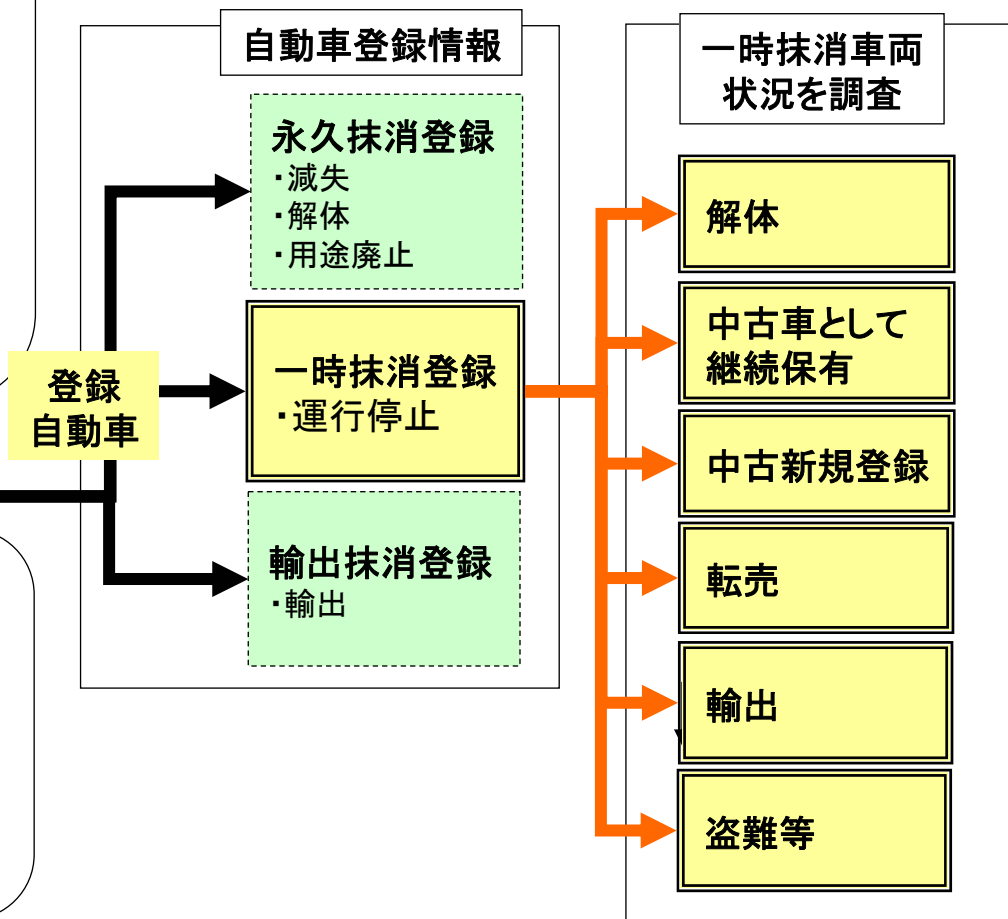 自動車登録情報
永久抹消登録
・減失
・解体
・用途廃止
登録
自動車
一時抹消登録
・運行停止
輸出抹消登録
・輸出
一時抹消車両
状況を調査
解体
中古車として
継続保有
中古新規登録
転売
輸出
盗難等